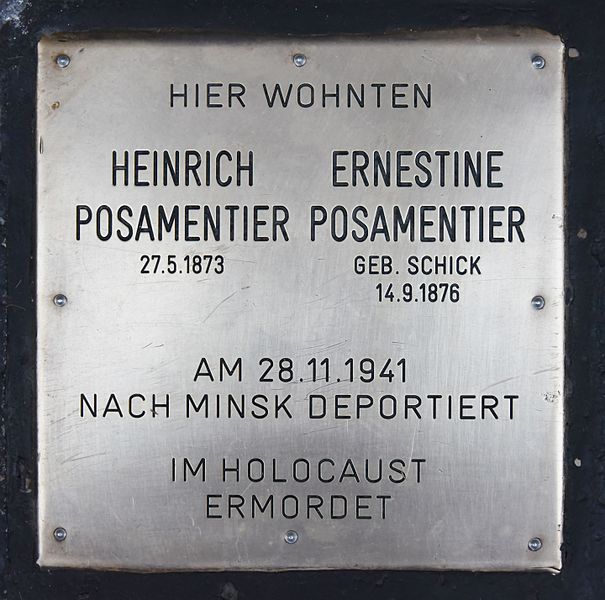 HIER WOHNTEN
HEINRICH ERNESTINE
POSAMENTIER POSAMENTIER
27.5.1873 GEB. SCHICK
14.9.1876
AM 28.11.1941
NACH MINSK DEPORTIERT
IM HOLOCAUST
ERMORDET